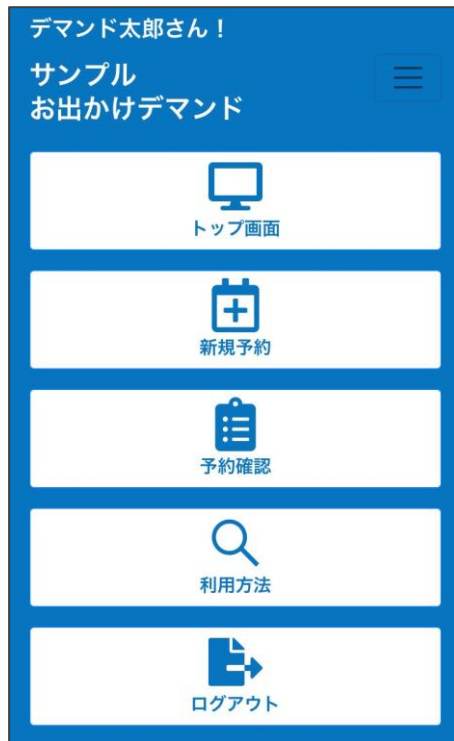 デマンド太郎さん！
サンプル
お出かけデマンド
トップ画面
新規予約
予約確認
利用方法
ログアウト